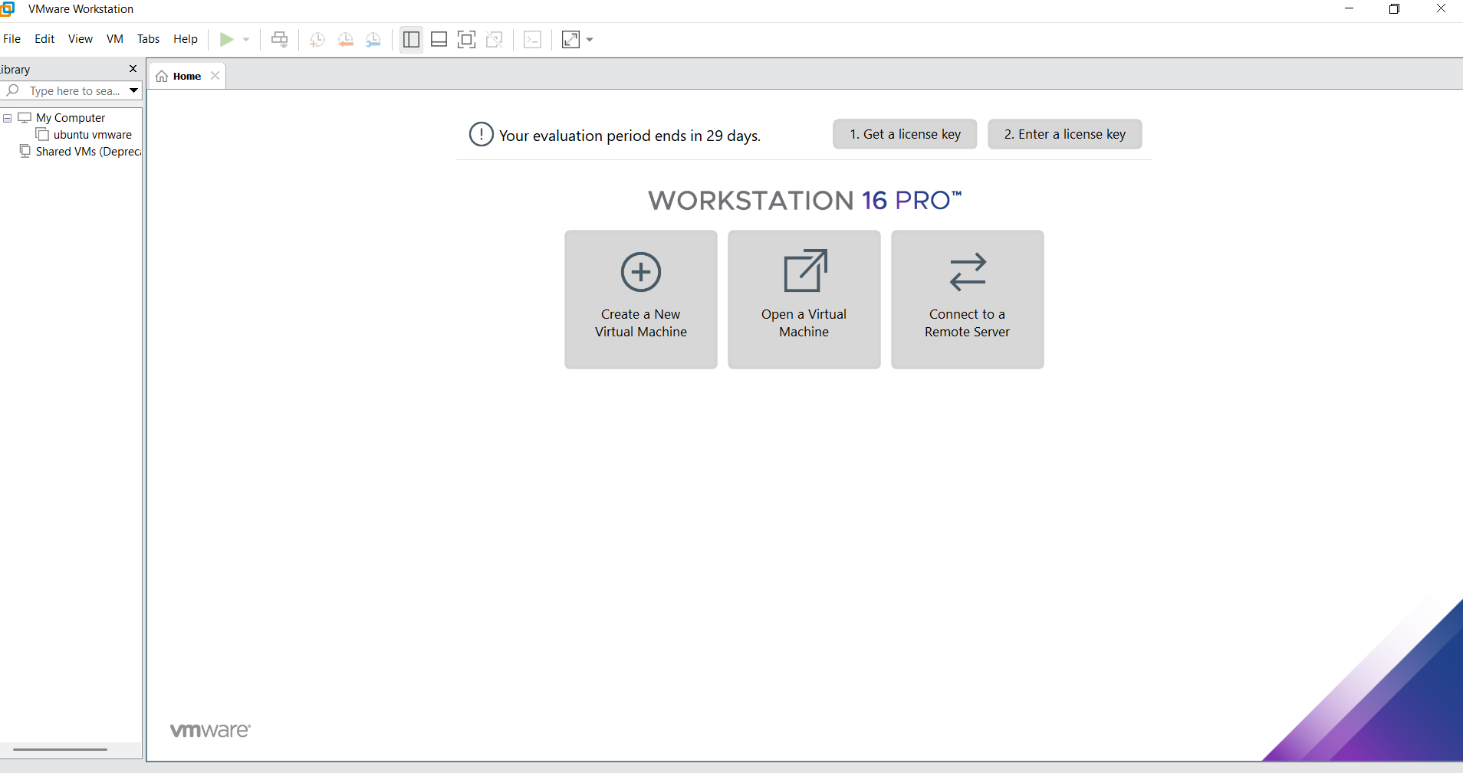 VMware Workstation
File Edit View VM Tabs Help
ibrary
Type here to sea...
My Computer
ubuntu vmware
Shared VMs (Depreca
Home
Your evaluation period ends in 29 days.
1. Get a license key
2. Enter a license key
WORKSTATION 16 PRO™
Create a New
Virtual Machine
Open a Virtual
Machine
Connect to a
Remote Server
vmware®